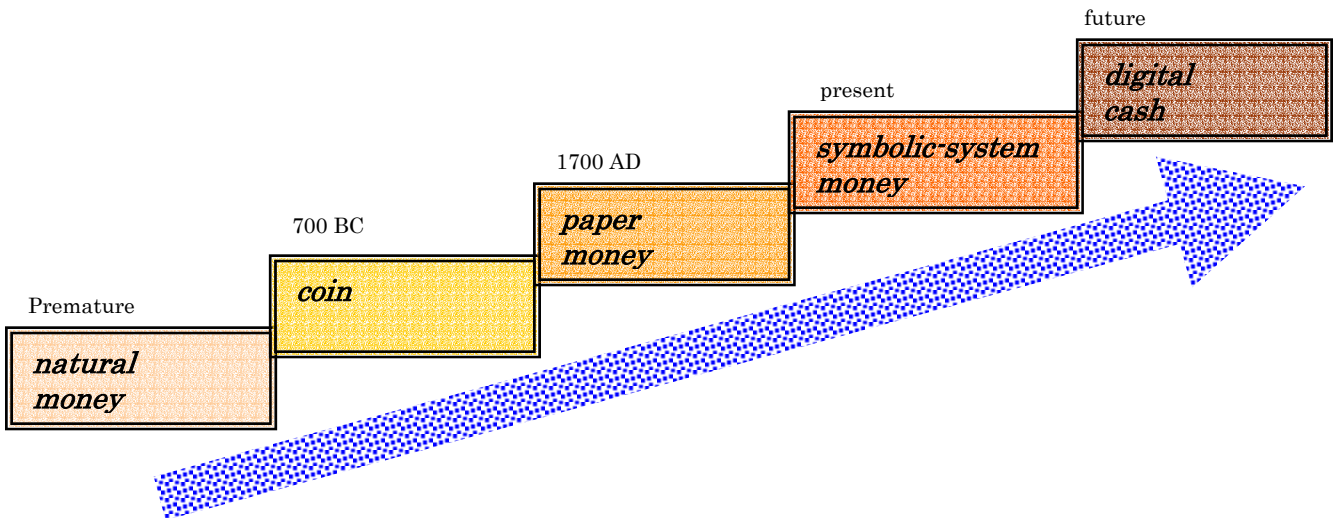 future
digital
cash
present
symbolic-system
money
1700 AD
paper
money
700 BC
coin
Premature
natural
money